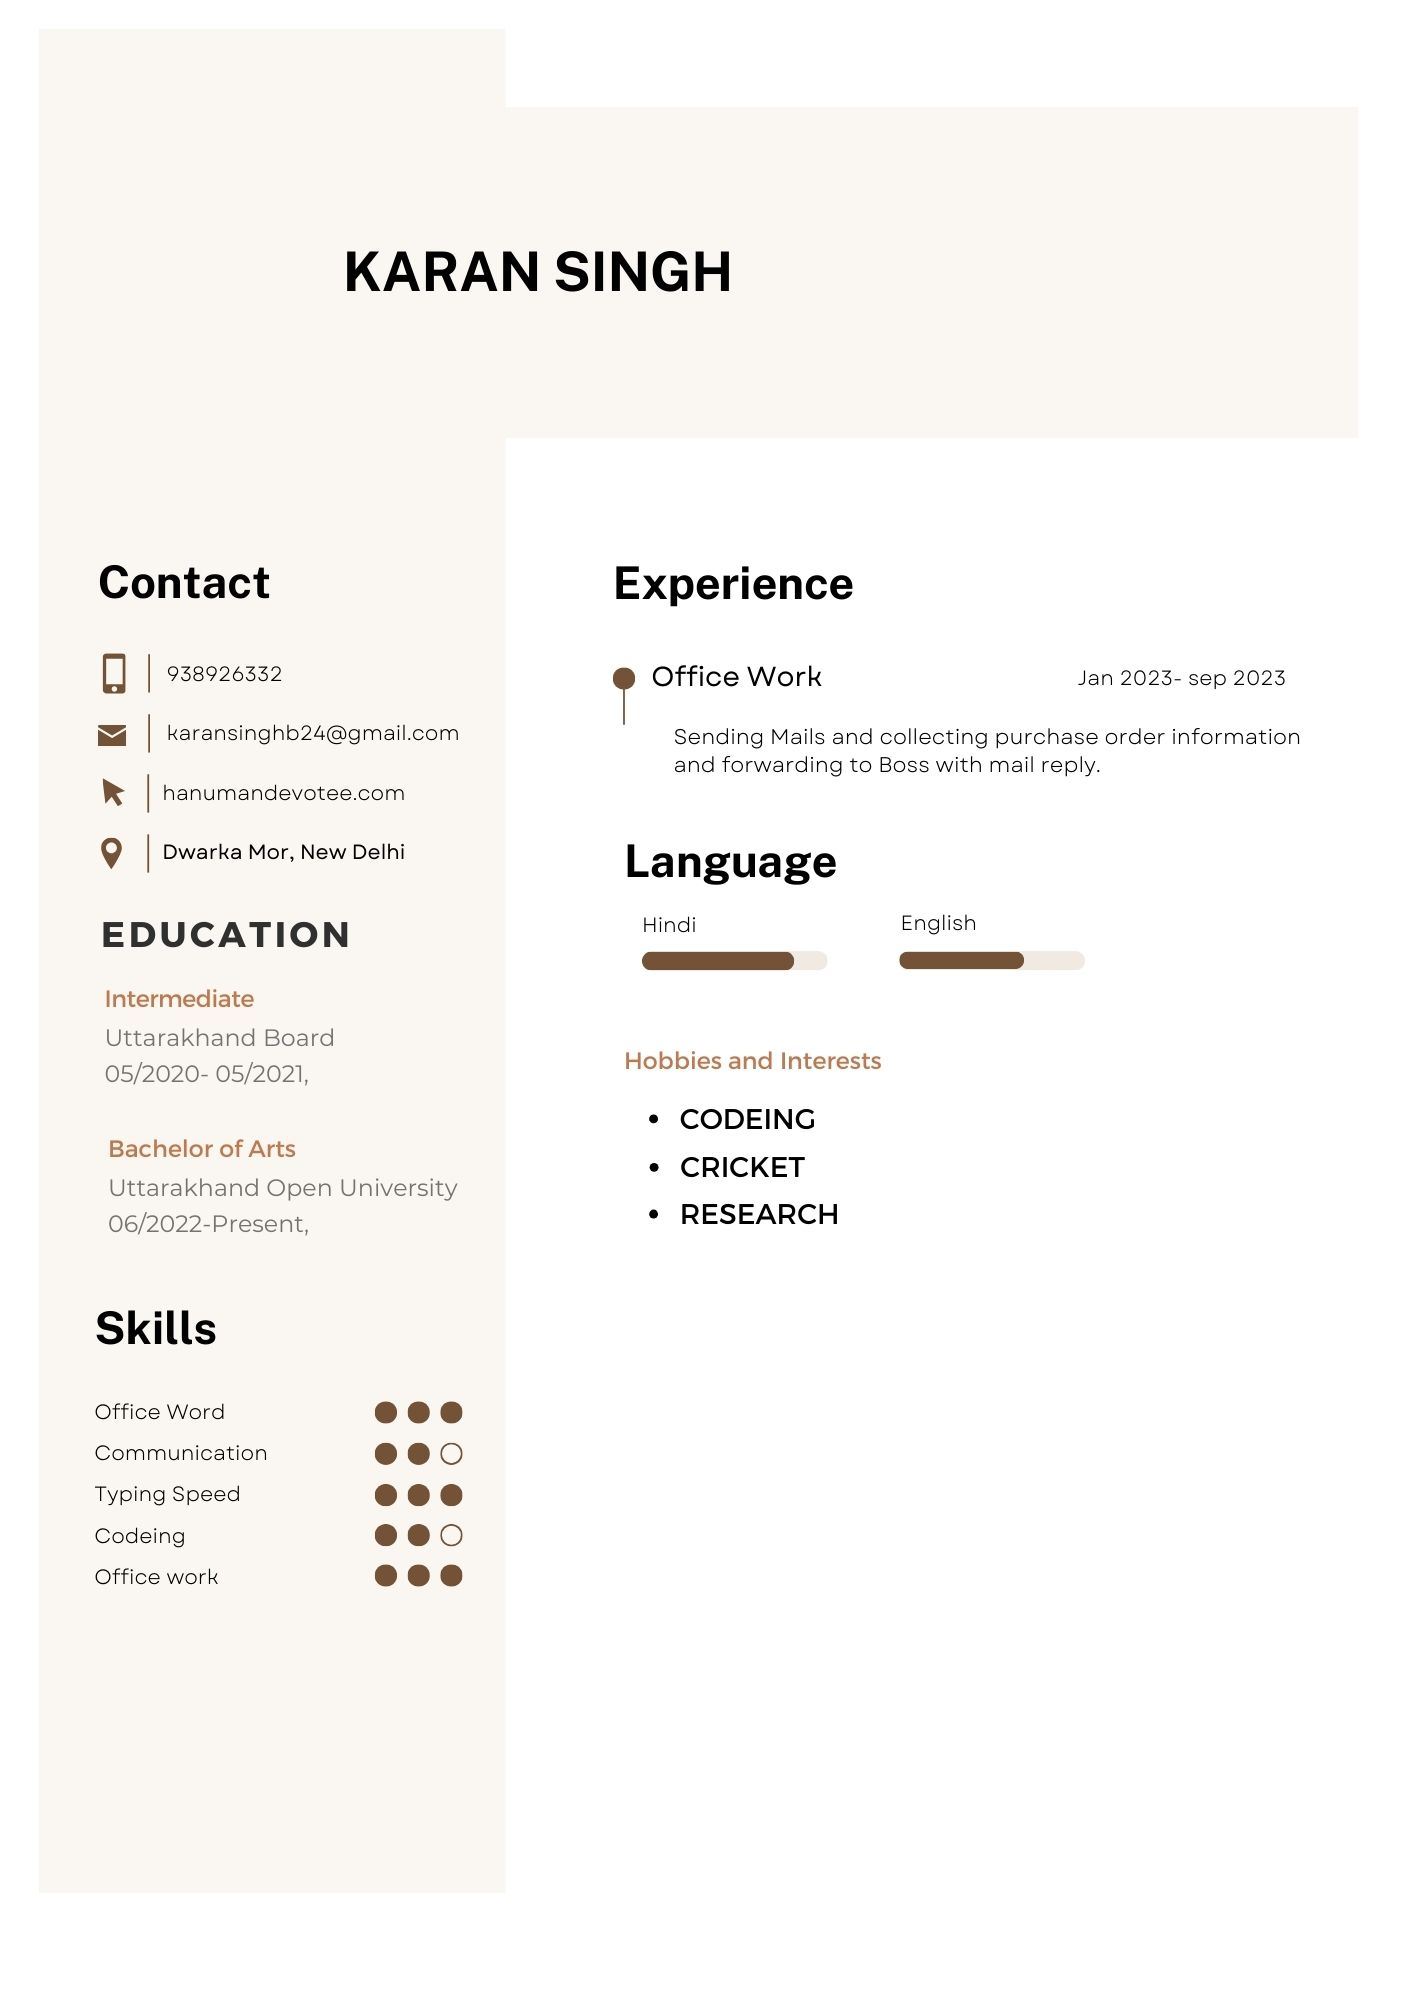 KARAN SINGH
Contact
938926332
karansinghb24@gmail.com
hanumandevotee.com
Dwarka Mor, New Delhi
EDUCATION
Intermediate
Uttarakhand Board
05/2020- 05/2021,
Bachelor of Arts
Uttarakhand Open University
06/2022-Present,
Skills
Office Word
Communication
Typing Speed
Codeing
Office work
Experience
Office Work
Jan 2023- sep 2023
Sending Mails and collecting purchase order information
and forwarding to Boss with mail reply.
Language
Hindi
English
Hobbies and Interests
• CODEING
• CRICKET
• RESEARCH